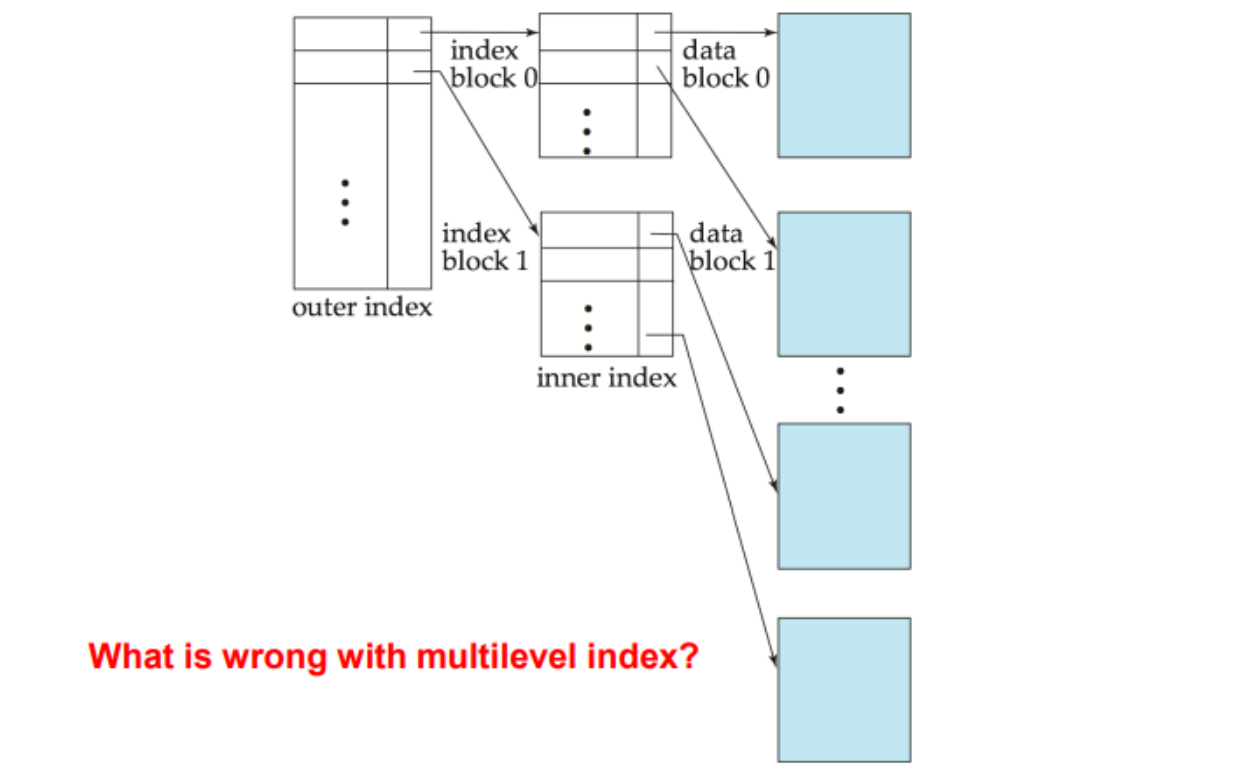 index
block 0
data
block 0
index
block 1
data
block 1
outer index
inner index
What is wrong with multilevel index?